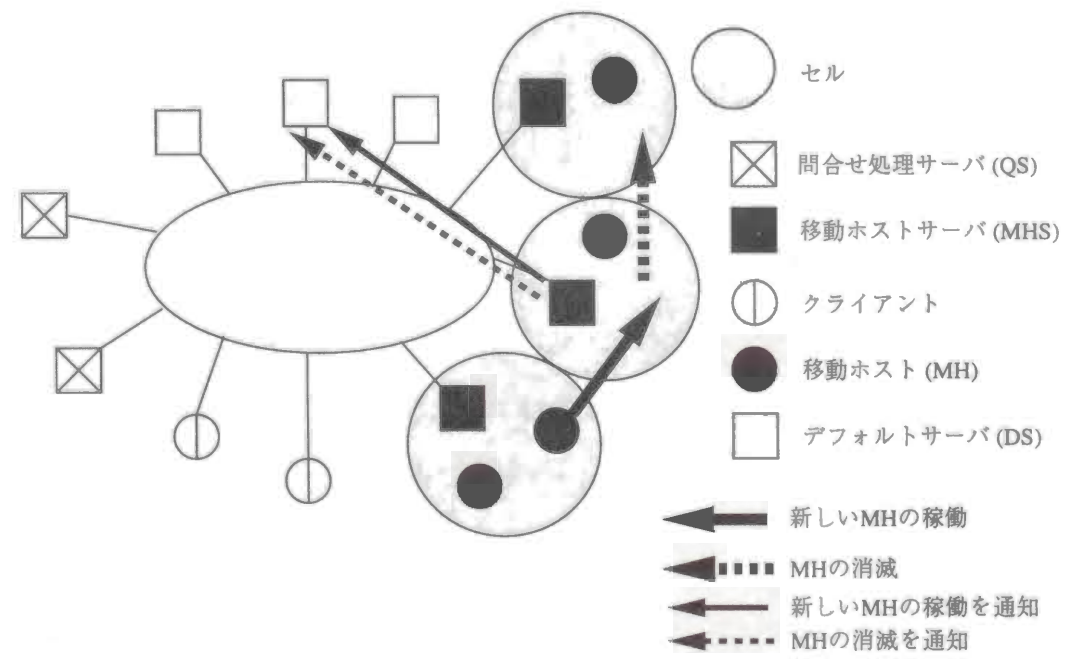 セル
問合せ処理サーバ (QS)
移動ホストサーバ (MHS)
クライアント
移動ホスト (MH)
デフォルトサーバ (DS)
新しいMHの稼働
MHの消滅
新しいMHの稼働を通知
MHの消滅を通知